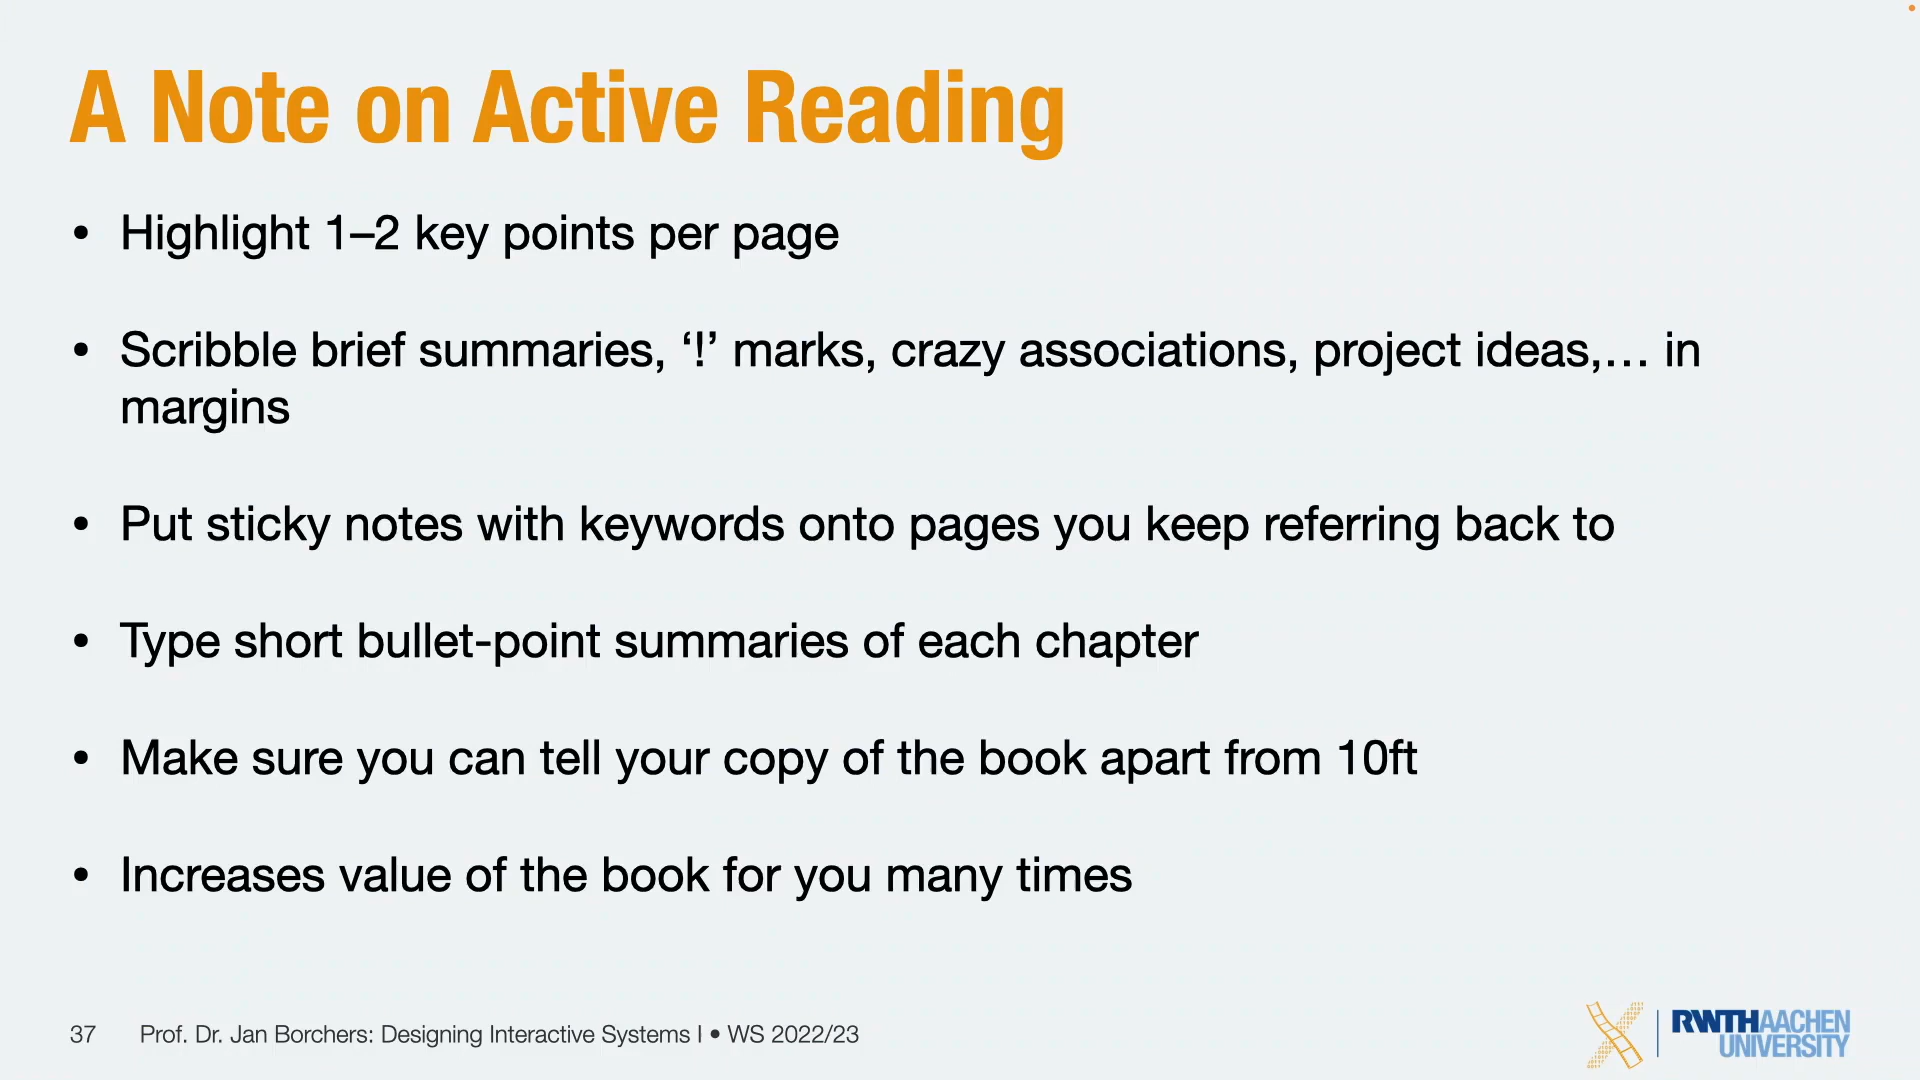 A Note on Active Reading
• Highlight 1–2 key points per page
• Scribble brief summaries, ‘!’ marks, crazy associations, project ideas,… in
margins
• Put sticky notes with keywords onto pages you keep referring back to
• Type short bullet-point summaries of each chapter
• Make sure you can tell your copy of the book apart from 10ft
• Increases value of the book for you many times
37 Prof. Dr. Jan Borchers: Designing Interactive Systems I • WS 2022/23
RWTHAACHEN
UNIVERSITY